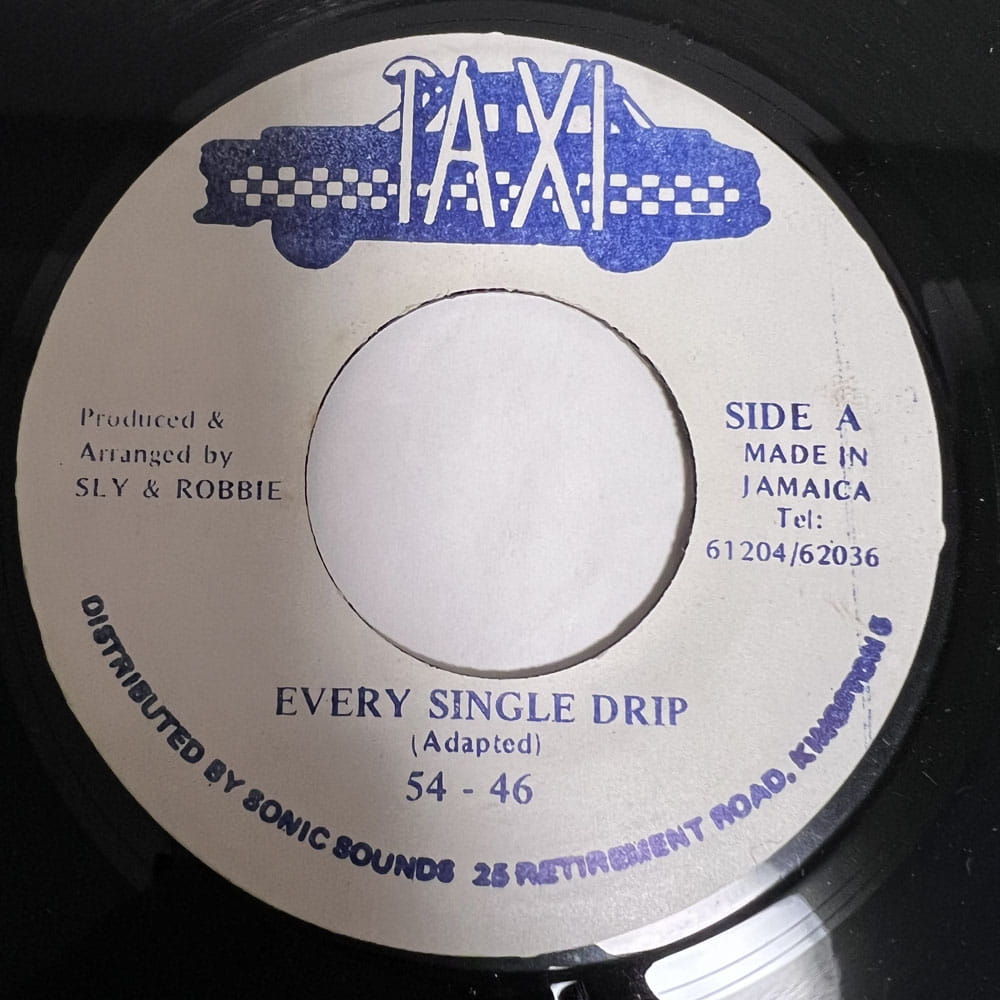 TAXI
Produced &
Arranged by
SLY & ROBBIE
SIDE A
MADE IN
JAMAICA
Tel:
61204/62036
EVERY SINGLE DRIP
(Adapted)
54 - 46
DISTRIBUTED BY SONIC SOUNDS 25 RETIREMENT ROAD, KINGSTON 5